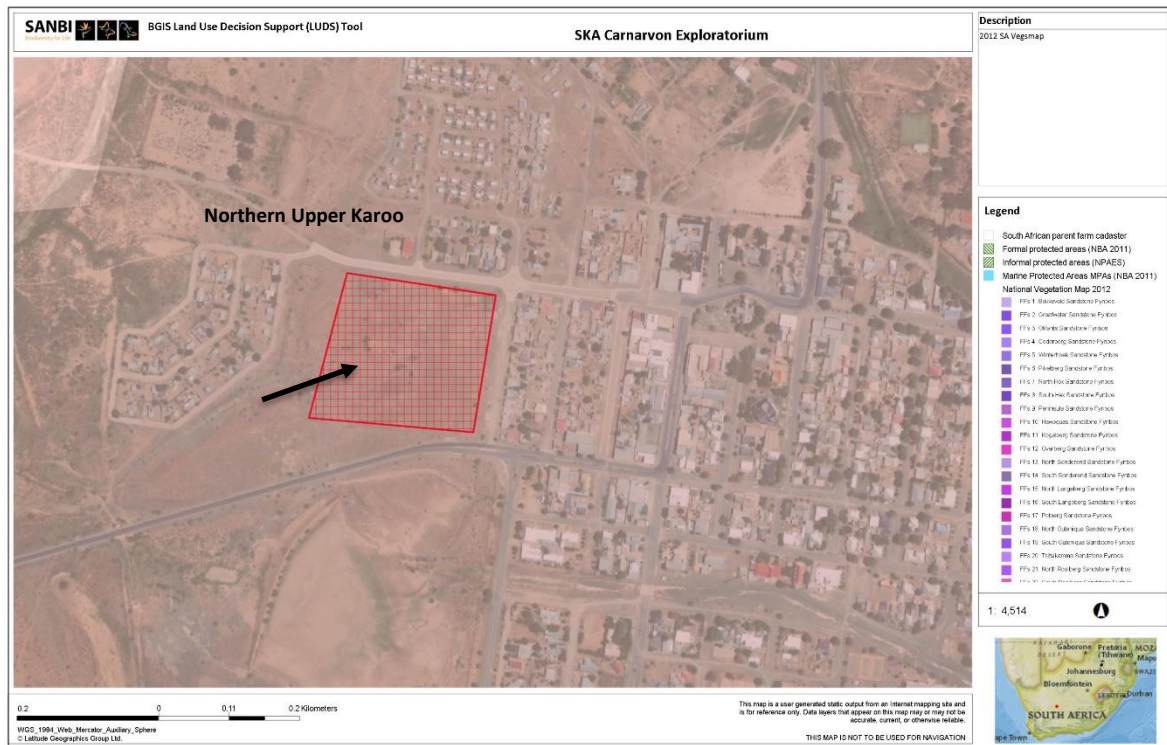 SANBI
Biodiversity for Life
BGIS Land Use Decision Support (LUDS) Tool
SKA Carnarvon Exploratorium
Description
2012 SA Vegsmap
Northern Upper Karoo
Legend
South African parent farm cadaster
Formal protected areas (NBA 2011)
Informal protected areas (NPAES)
Marine Protected Areas MPAs (NBA 2011)
National Vegetation Map 2012
FFs 1 Bokkeveld Sandstone Fynbos
FFs 2 Graafwater Sandstone Fynbos
FFs 3 Olifants Sandstone Fynbos
FFs 4 Cederberg Sandstone Fynbos
FFs 5 Winterhoek Sandstone Fynbos
FFs 6 Piketberg Sandstone Fynbos
FFs 7 North Hex Sandstone Fynbos
FFs 8 South Hex Sandstone Fynbos
FFs 9 Peninsula Sandstone Fynbos
FFs 10 Hawequas Sandstone Fynbos
FFs 11 Kogelberg Sandstone Fynbos
FFs 12 Overberg Sandstone Fynbos
FFs 13 North Sonderend Sandstone Fynbos
FFs 14 South Sonderend Sandstone Fynbos
FFs 15 North Langeberg Sandstone Fynbos
FFs 16 South Langeberg Sandstone Fynbos
FFs 17 Potberg Sandstone Fynbos
FFs 18 North Outeniqua Sandstone Fynbos
FFs 19 South Outeniqua Sandstone Fynbos
FFs 20 Tsitsikamma Sandstone Fynbos
FFs 21 North Rooiberg Sandstone Fynbos
1: 4,514
Gaborone Pretoria MOZ
(Tshwane) Mapu
Johannesburg SWAZI
Bloemfontein
LESOTHO Durban
SOUTH AFRICA
ape Town
0.2 0 0.11 0.2 Kilometers
WGS_1984_Web_Mercator_Auxiliary_Sphere
© Latitude Geographics Group Ltd.
This map is a user generated static output from an Internet mapping site and
is for reference only. Data layers that appear on this map may or may not be
accurate, current, or otherwise reliable.
THIS MAP IS NOT TO BE USED FOR NAVIGATION